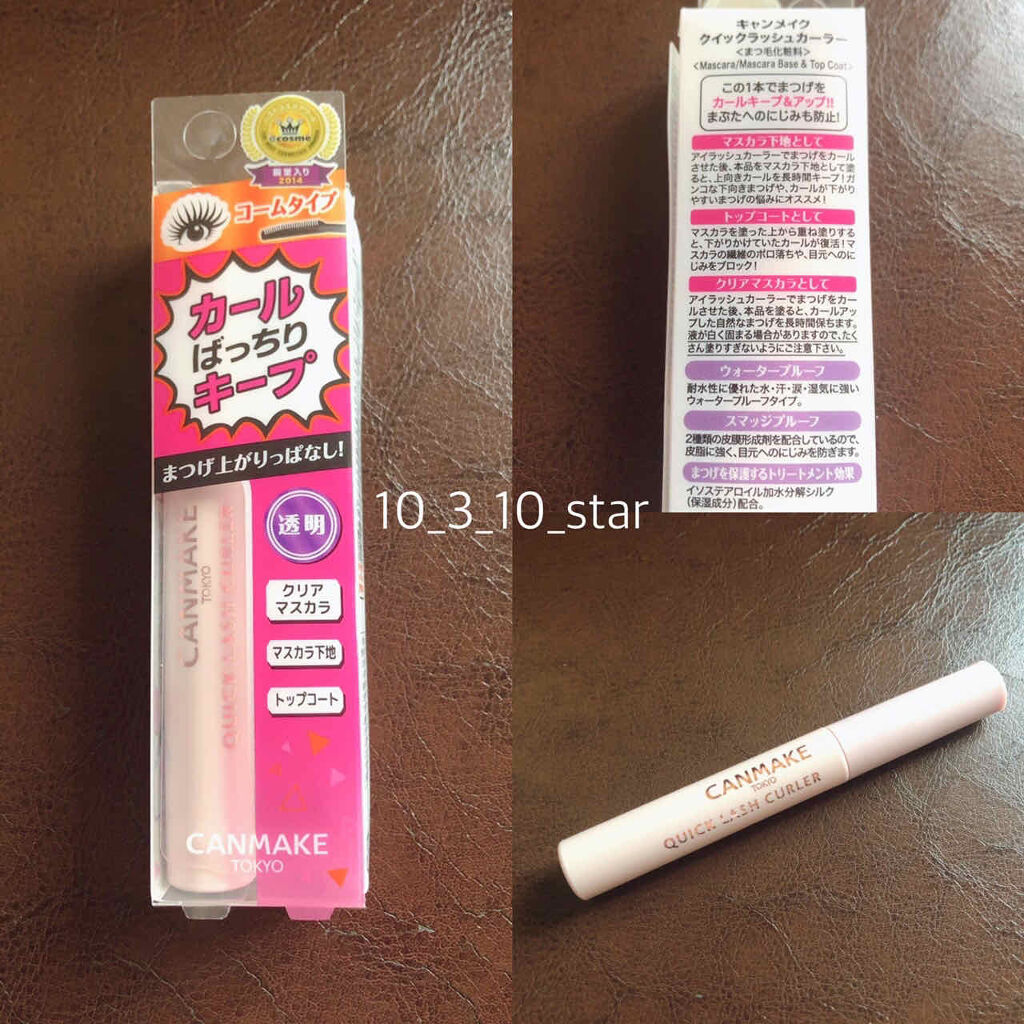 @cosme
殿堂入り
2014
コームタイプ
カール
ばっちり
キープ
まつげ上がりっぱなし!
透明
クリア
マスカラ
マスカラ下地
トップコート
CANMAKE
TOKYO
QUICK LASH CURLER
CANMAKE
TOKYO
キャンメイク
クイックラッシュカーラー
<まつ毛化粧料>
<Mascara/Mascara Base & Top Coat>
この1本でまつげを
カールキープ&アップ!!
まぶたへのにじみも防止!
マスカラ下地として
アイラッシュカーラーでまつげをカール
させた後、本品をマスカラ下地として塗
ると、上向きカールを長時間キープ!ガ
ンコな下向きまつげや、カールが下がり
やすいまつげの悩みにオススメ!
トップコートとして
マスカラを塗った上から重ね塗りする
と、下がりかけていたカールが復活!マ
スカラの繊維のポロ落ちや、目元へのに
じみをブロック!
クリアマスカラとして
アイラッシュカーラーでまつげをカー
ルさせた後、本品を塗ると、カールアッ
プした自然なまつげを長時間保ちます。
液が白く固まる場合がありますので、たく
さん塗りすぎないようにご注意下さい。
ウォータープルーフ
耐水性に優れた水・汗・涙・湿気に強い
ウォータープルーフタイプ。
スマッジプルーフ
2種類の皮膜形成剤を配合しているので、
皮脂に強く、目元へのにじみを防ぎます。
まつげを保護するトリートメント効果
イソステアロイル加水分解シルク
(保湿成分)配合。
10_3_10_star
CANMAKE
TOKYO
QUICK LASH CURLER